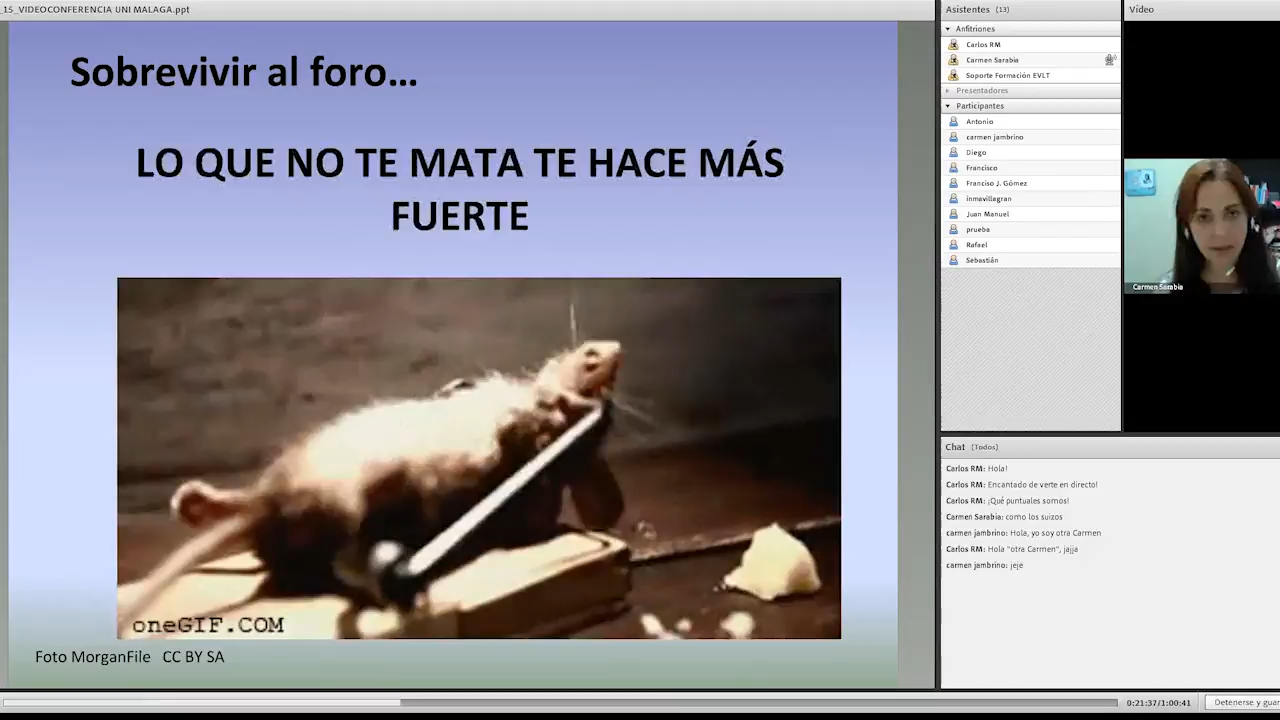 _15_VIDEOCONFERENCIA UNI MALAGA.ppt
Sobrevivir al foro...
LO QUE NO TE MATA TE HACE MÁS
FUERTE
oneGIF.COM
Foto MorganFile CC BY SA
Asistentes (13)
Anfitriones
Carlos RM
Carmen Sarabia
Soporte Formación EVLT
Presentadores
Participantes
Antonio
carmen jambrino
Diego
Francisco
Franciso J. Gómez
inmavillagran
Juan Manuel
prueba
Rafael
Sebastián
Vídeo
Carmen Sarabia
Chat (Todos)
Carlos RM: Hola!
Carlos RM: Encantado de verte en directo!
Carlos RM: ¡Qué puntuales somos!
Carmen Sarabia: como los suizos
carmen jambrino: Hola, yo soy otra Carmen
Carlos RM: Hola "otra Carmen", jajja
carmen jambrino: jeje
0:21:37/1:00:41
Detenerse y guar